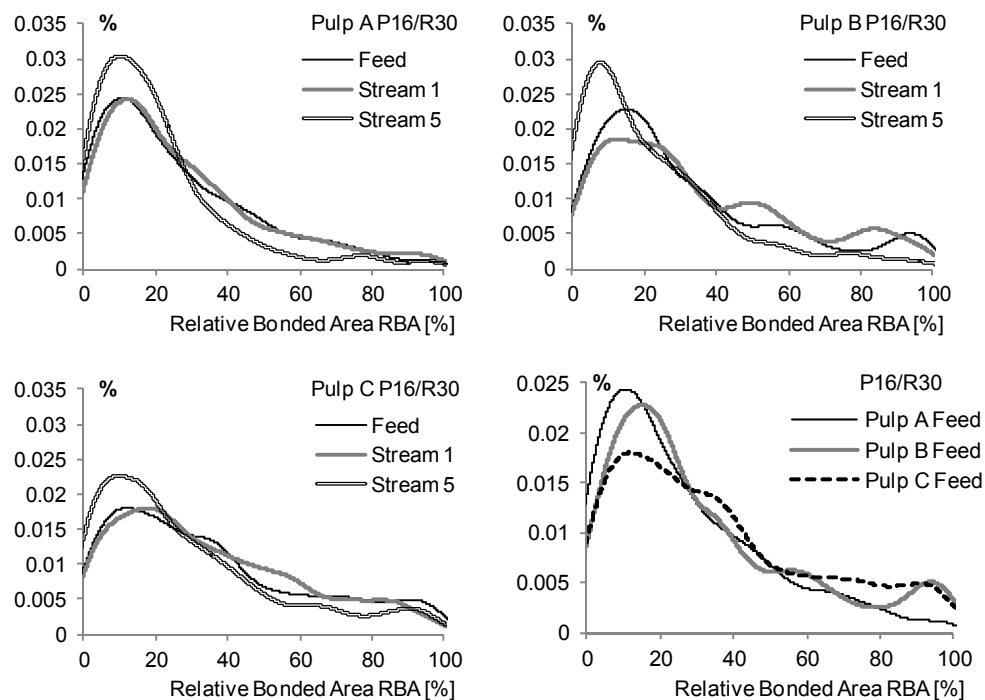 0.035
%
Pulp A P16/R30
0.03
Feed
0.025
Stream 1
0.02
Stream 5
0.015
0.01
0.005
0
0 20 40 60 80 100
Relative Bonded Area RBA [%]
0.035
%
Pulp B P16/R30
0.03
Feed
0.025
Stream 1
0.02
Stream 5
0.015
0.01
0.005
0
0 20 40 60 80 100
Relative Bonded Area RBA [%]
0.035
%
Pulp C P16/R30
0.03
Feed
0.025
Stream 1
0.02
Stream 5
0.015
0.01
0.005
0
0 20 40 60 80 100
Relative Bonded Area RBA [%]
0.025
%
P16/R30
Pulp A Feed
0.02
Pulp B Feed
Pulp C Feed
0.015
0.01
0.005
0
0 20 40 60 80 100
Relative Bonded Area RBA [%]